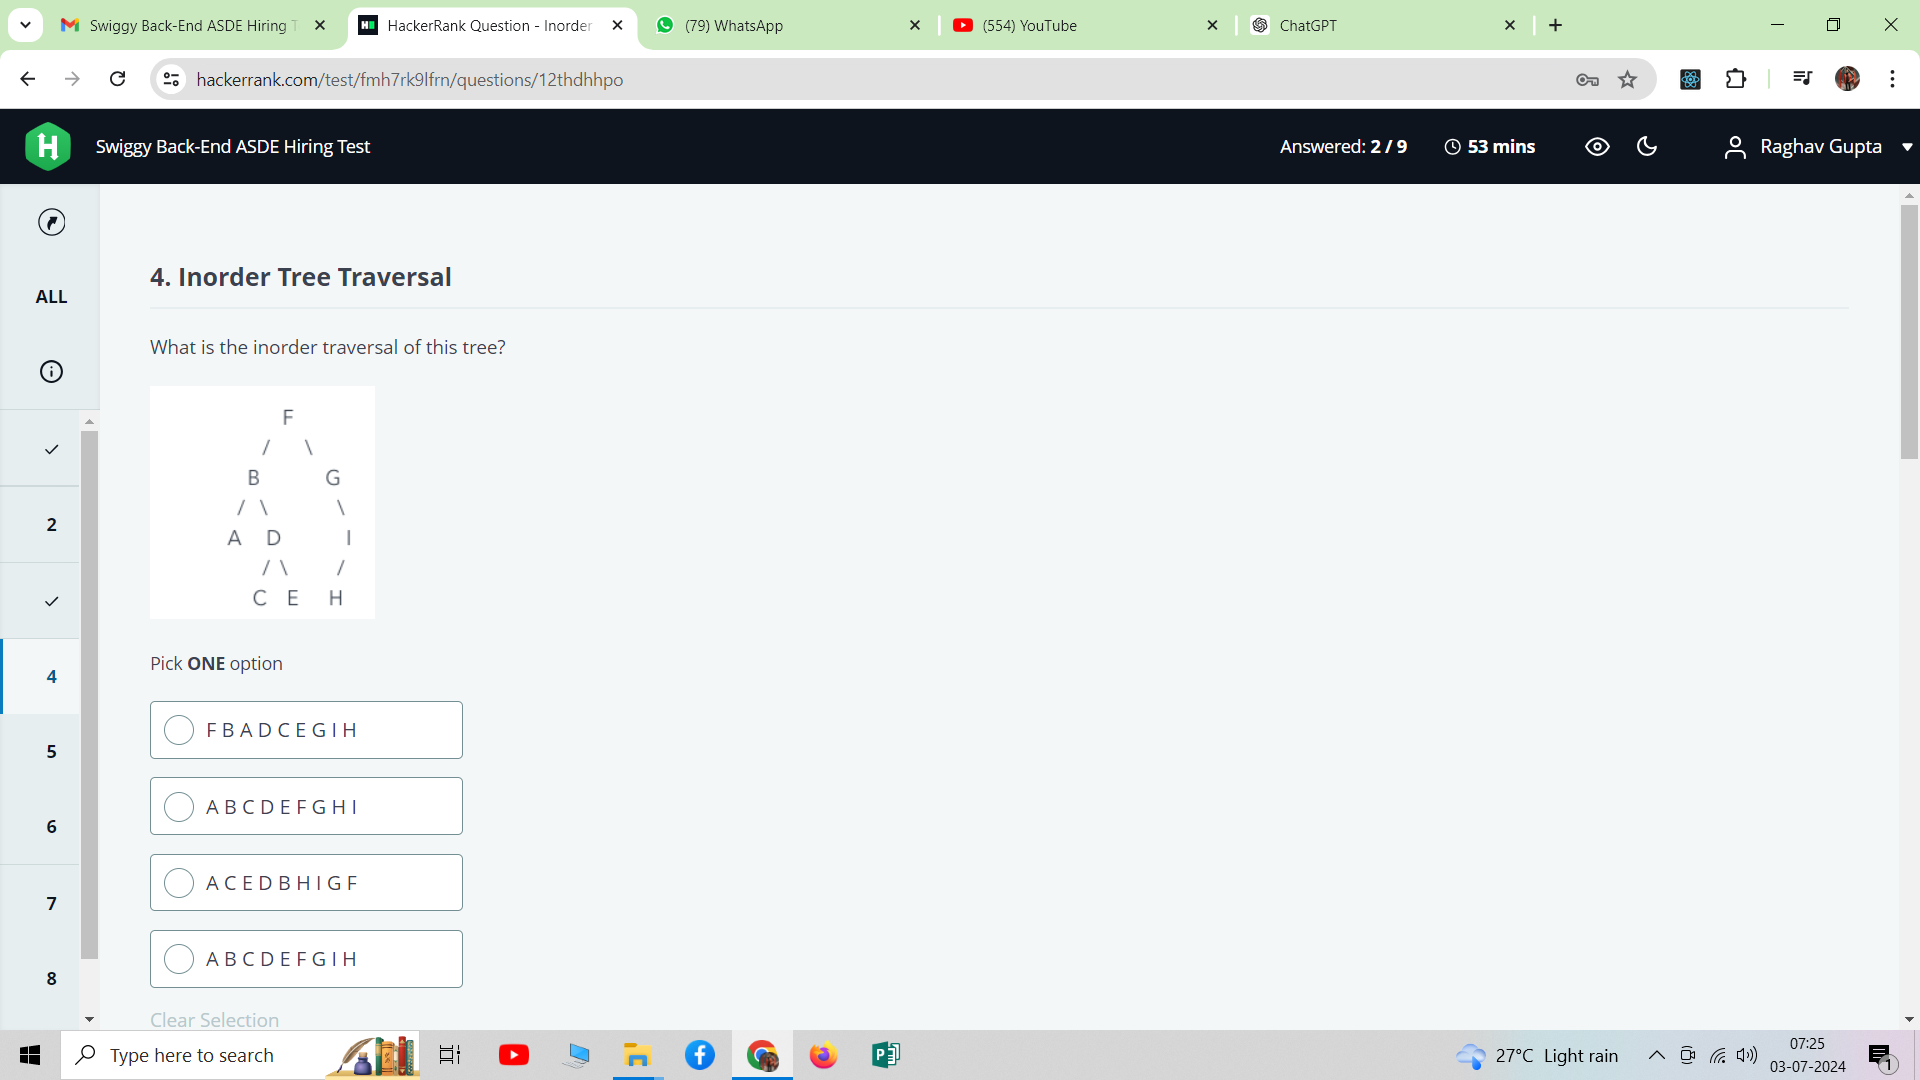 Swiggy Back-End ASDE Hiring T
HackerRank Question - Inorder
(79) WhatsApp
(554) YouTube
ChatGPT
hackerrank.com/test/fmh7rk9lfrn/questions/12thdhhpo
H
Swiggy Back-End ASDE Hiring Test
Answered: 2 / 9
53 mins
Raghav Gupta
ALL
2
4
5
6
7
8
4. Inorder Tree Traversal
What is the inorder traversal of this tree?
F
/ \
B G
/ \ \
A D I
/ \ /
C E H
Pick ONE option
F B A D C E G I H
A B C D E F G H I
A C E D B H I G F
A B C D E F G I H
Clear Selection
Type here to search
27°C Light rain
07:25
03-07-2024
1